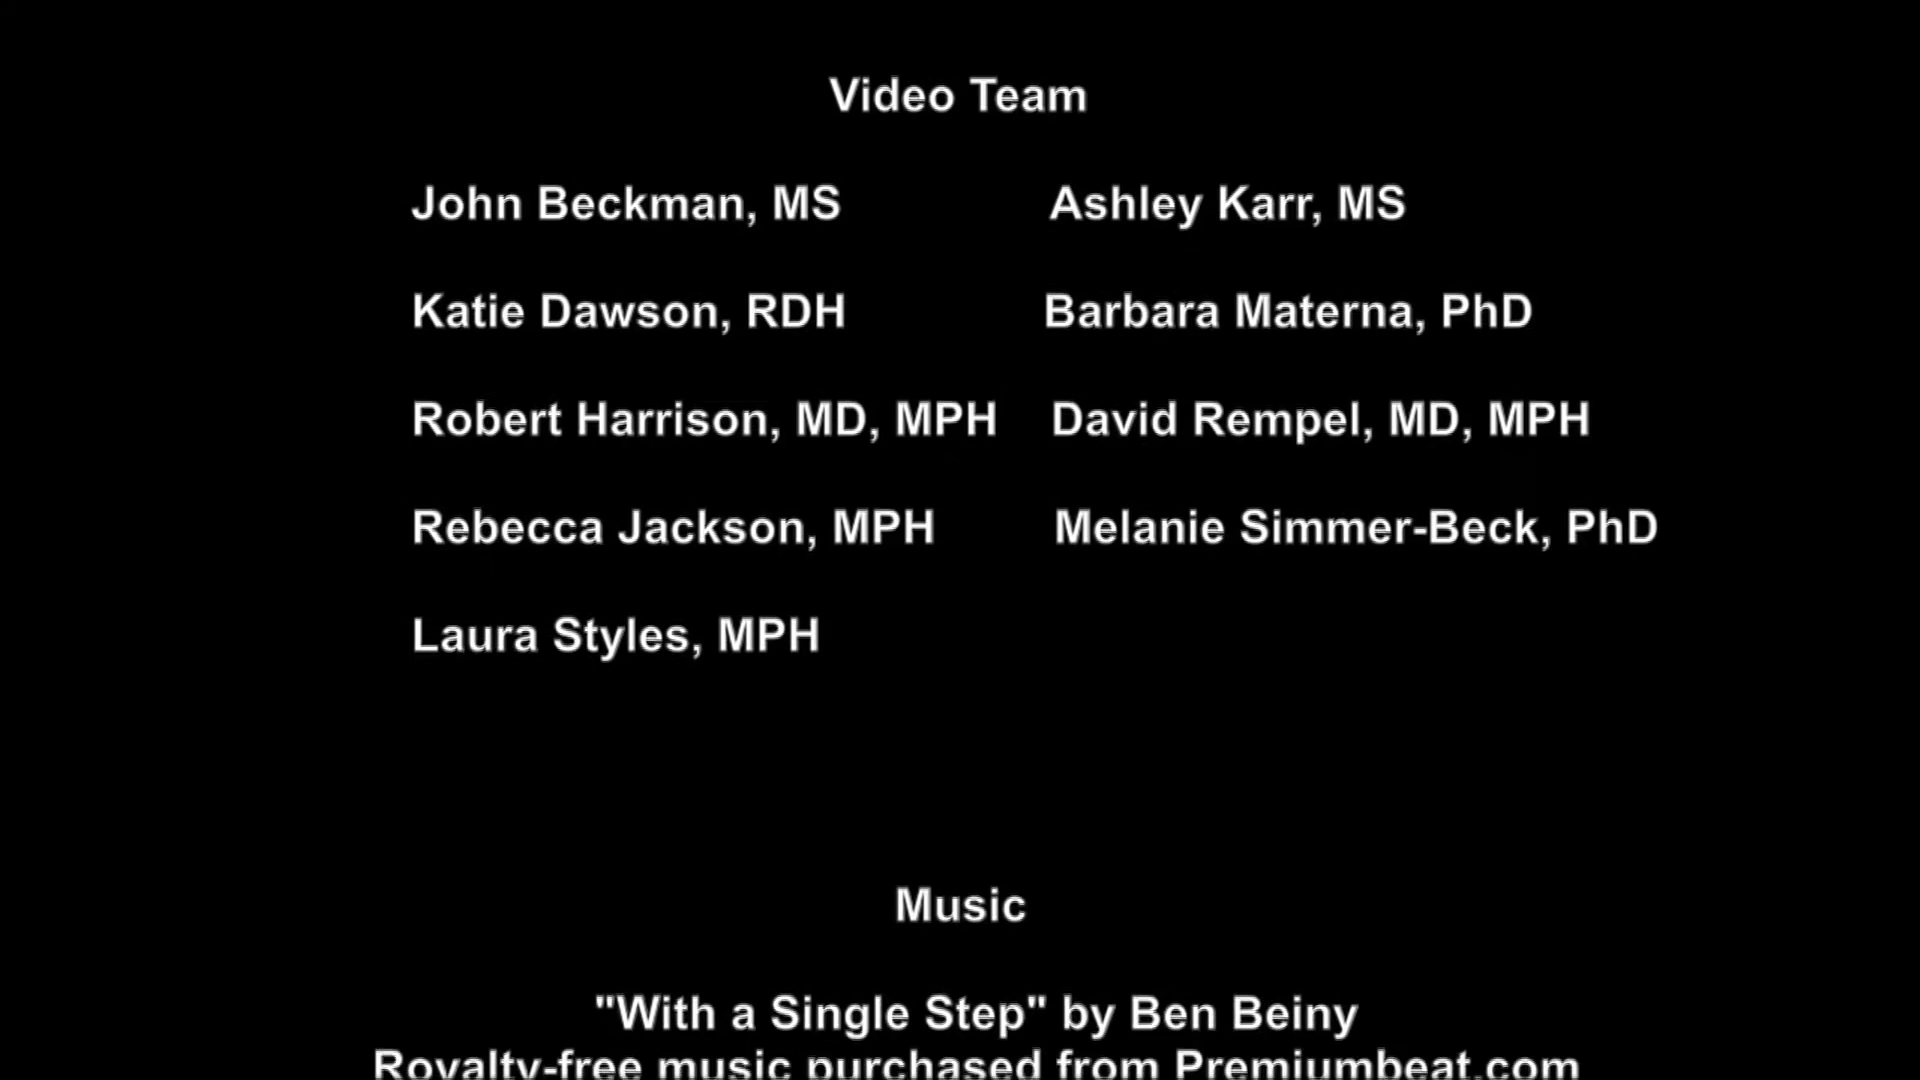 Video Team
John Beckman, MS Ashley Karr, MS
Katie Dawson, RDH Barbara Materna, PhD
Robert Harrison, MD, MPH David Rempel, MD, MPH
Rebecca Jackson, MPH Melanie Simmer-Beck, PhD
Laura Styles, MPH
Music
"With a Single Step" by Ben Beiny
Royalty-free music purchased from Premiumbeat.com